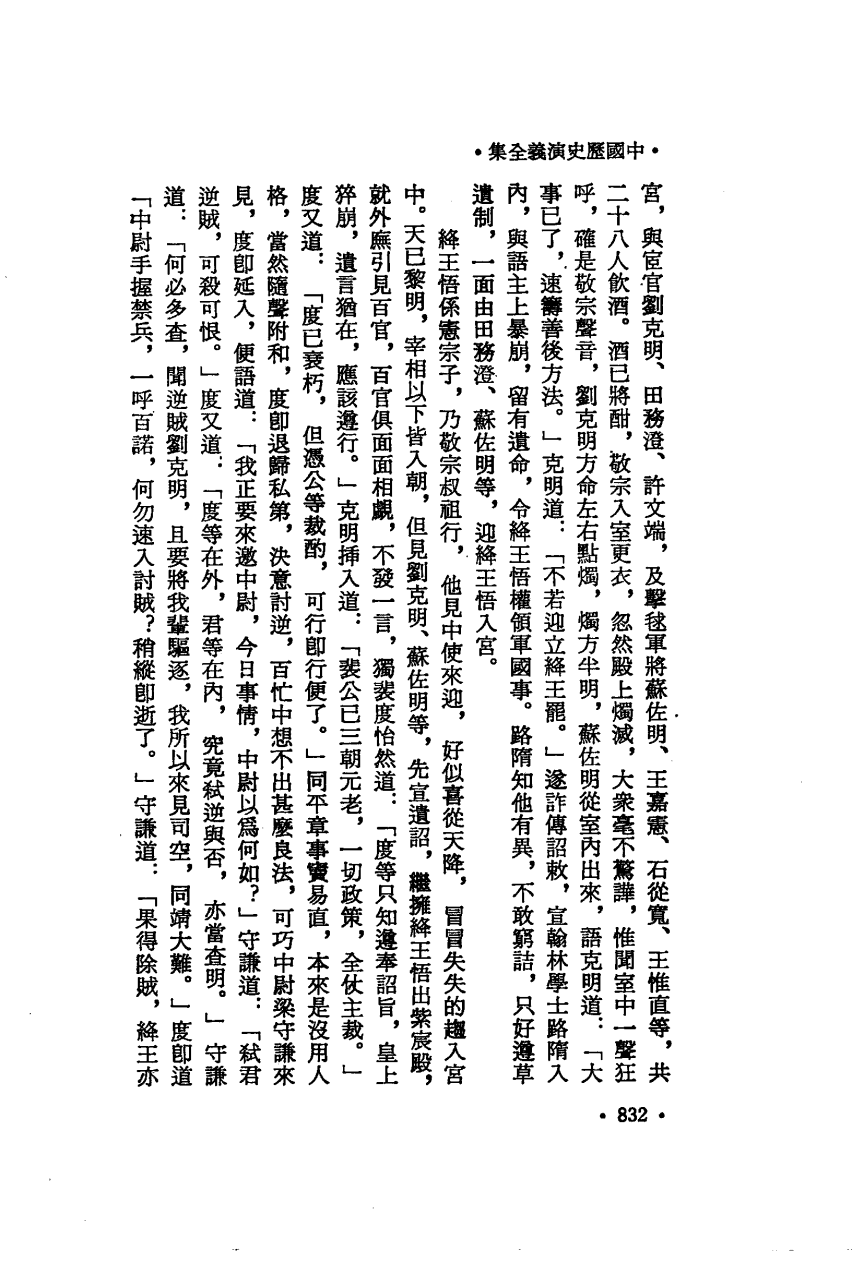 •中國歷史演義全集•
宮，與宦官劉克明、田務澄、許文端，及擊毬軍將蘇佐明、王嘉憲、石從寬、王惟直等，共
二十八人飲酒。酒已將酣，敬宗入室更衣，忽然殿上燭滅，大衆毫不驚譁，惟聞室中一聲狂
呼，確是敬宗聲音，劉克明方命左右點燭，燭方半明，蘇佐明從室內出來，語克明道：「大
事已了，速籌善後方法。」克明道：「不若迎立絳王罷。」遂詐傳詔敕，宣翰林學士路隋入
內，與語主上暴崩，留有遺命，令絳王悟權領軍國事。路隋知他有異，不敢窮詰，只好遵草
遺制，一面由田務澄、蘇佐明等，迎絳王悟入宮。
絳王悟係憲宗子，乃敬宗叔祖行，他見中使來迎，好似喜從天降，冒冒失失的趨入宮
中。天已黎明，宰相以下皆入朝，但見劉克明、蘇佐明等，先宣遺詔，繼擁絳王悟出紫宸殿，
就外廡引見百官，百官俱面面相覷，不發一言，獨裴度怡然道：「度等只知遵奉詔旨，皇上
猝崩，遺言猶在，應該遵行。」克明揷入道：「裴公已三朝元老，一切政策，全仗主裁。」
度又道：「度已衰朽，但憑公等裁酌，可行卽行便了。」同平章事竇易直，本來是沒用人
格，當然隨聲附和，度卽退歸私第，決意討逆，百忙中想不出甚麼良法，可巧中尉梁守謙來
見，度卽延入，便語道：「我正要來邀中尉，今日事情，中尉以爲何如？」守謙道：「弑君
逆賊，可殺可恨。」度又道：「度等在外，君等在內，究竟弑逆與否，亦當查明。」守謙
道：「何必多查，聞逆賊劉克明，且要將我輩驅逐，我所以來見司空，同靖大難。」度卽道
「中尉手握禁兵，一呼百諾，何勿速入討賊？稍縱卽逝了。」守謙道：「果得除賊，絳王亦
•832•